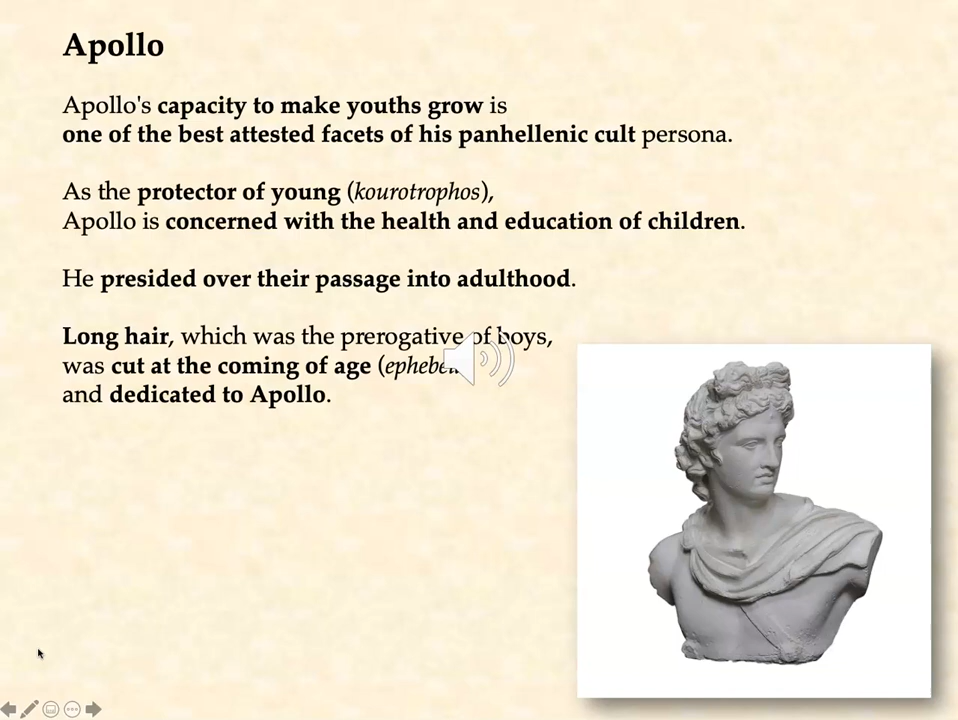 Apollo
Apollo's capacity to make youths grow is
one of the best attested facets of his panhellenic cult persona.
As the protector of young (kourotrophos),
Apollo is concerned with the health and education of children.
He presided over their passage into adulthood.
Long hair, which was the prerogative of boys,
was cut at the coming of age
and dedicated to Apollo.